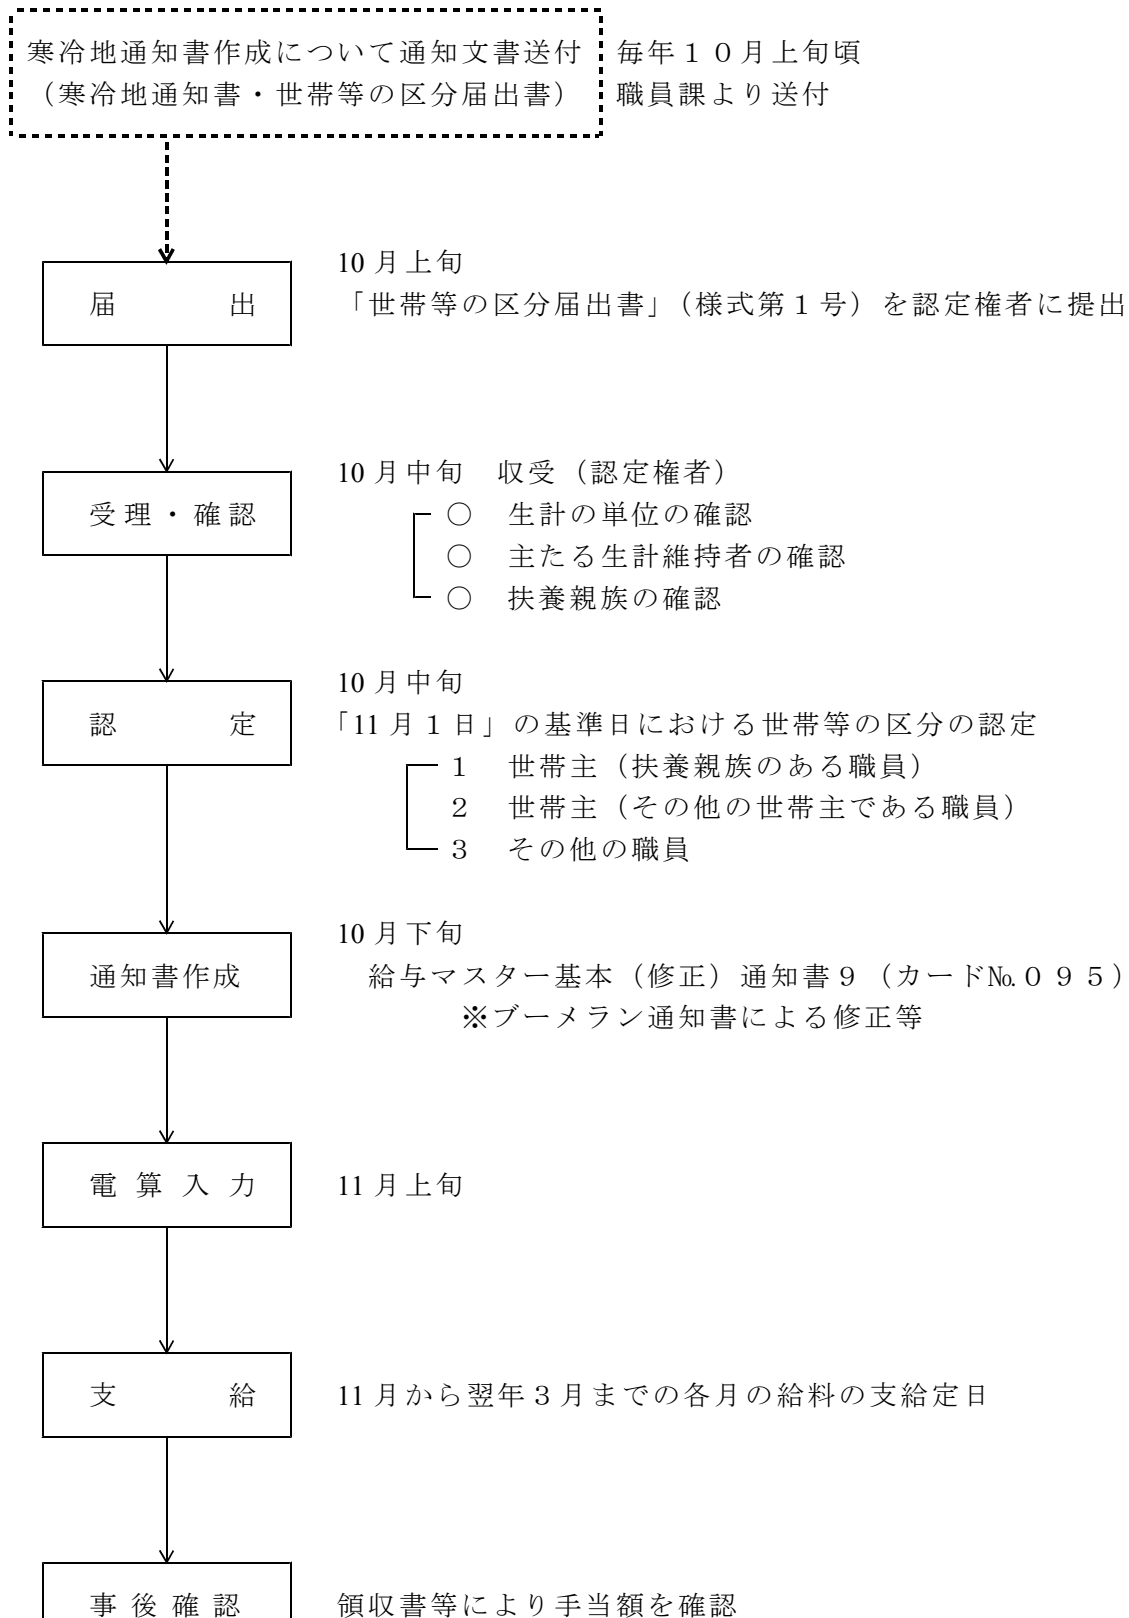 寒冷地通知書作成について通知文書送付
（寒冷地通知書・世帯等の区分届出書）
毎年１０月上旬頃
職員課より送付
届　出
10月上旬
「世帯等の区分届出書」（様式第１号）を認定権者に提出
受理・確認
10月中旬　収受（認定権者）
○　生計の単位の確認
○　主たる生計維持者の確認
○　扶養親族の確認
認　定
10月中旬
「11月１日」の基準日における世帯等の区分の認定
１　世帯主（扶養親族のある職員）
２　世帯主（その他の世帯主である職員）
３　その他の職員
通知書作成
10月下旬
給与マスター基本（修正）通知書９（カード№０９５）
※ブーメラン通知書による修正等
電算入力
11月上旬
支　給
11月から翌年３月までの各月の給料の支給定日
事後確認
領収書等により手当額を確認